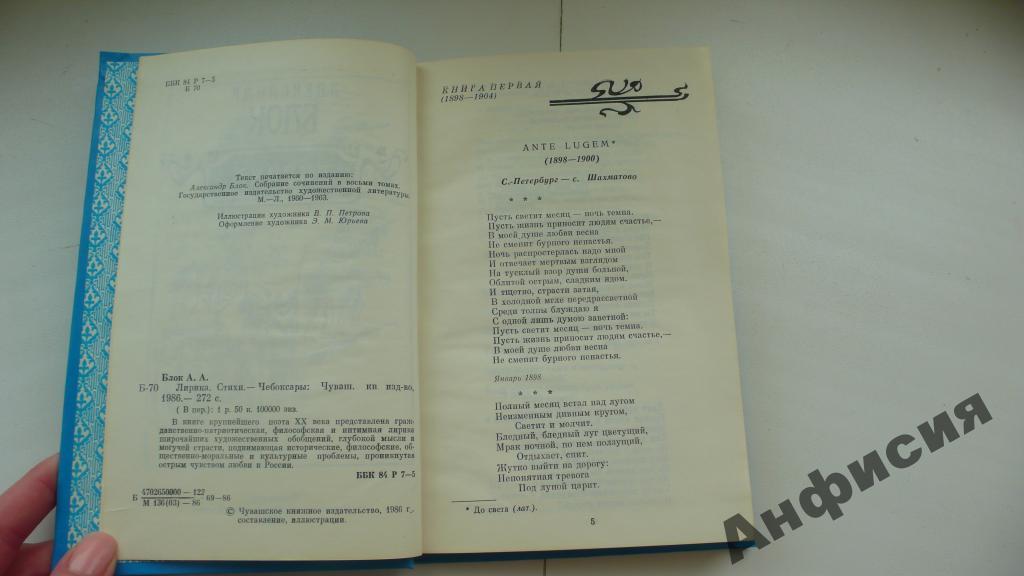 ББК 84 Р 7—5
Б 70
Текст печатается по изданию:
Александр Блок. Собрание сочинений в восьми томах.
Государственное издательство художественной литературы.
М.—Л., 1960—1963.
Иллюстрации художника В. П. Петрова
Оформление художника Э. М. Юрьева
Блок А. А.
Б-70 Лирика. Стихи.— Чебоксары: Чуваш. кн изд-во,
1986.— 272 с.
(В пер.): 1 р. 50 к. 100000 экз.
В книге крупнейшего поэта XX века представлена граж-
данственно-патриотическая, философская и интимная лирика
широчайших художественных обобщений, глубокой мысли и
могучей страсти, поднимающая исторические, философские, об-
щественно-моральные и культурные проблемы, проникнутая
острым чувством любви к России.
ББК 84 Р 7—5
Б 4702650000 — 122 69—86
М 136(03) — 86
© Чувашское книжное издательство, 1986 г.,
составление, иллюстрации.
КНИГА ПЕРВАЯ
(1898—1904)
ANTE LUGEM*
(1898—1900)
С.-Петербург — с. Шахматово
* * *
Пусть светит месяц — ночь темна.
Пусть жизнь приносит людям счастье,—
В моей душе любви весна
Не сменит бурного ненастья.
Ночь распростерлась надо мной
И отвечает мертвым взглядом
На тусклый взор души больной,
Облитой острым, сладким ядом.
И тщетно, страсти затая,
В холодной мгле передрассветной
Среди толпы блуждаю я
С одной лишь думою заветной:
Пусть светит месяц — ночь темна.
Пусть жизнь приносит людям счастье,—
В моей душе любви весна
Не сменит бурного ненастья.
Январь 1898
* * *
Полный месяц встал над лугом
Неизменным дивным кругом,
Светит и молчит.
Бледный, бледный луг цветущий,
Мрак ночной, по нем ползущий,
Отдыхает, спит.
Жутко выйти на дорогу:
Непонятная тревога
Под луной царит.
* До света (лат.).
5
Анфисия